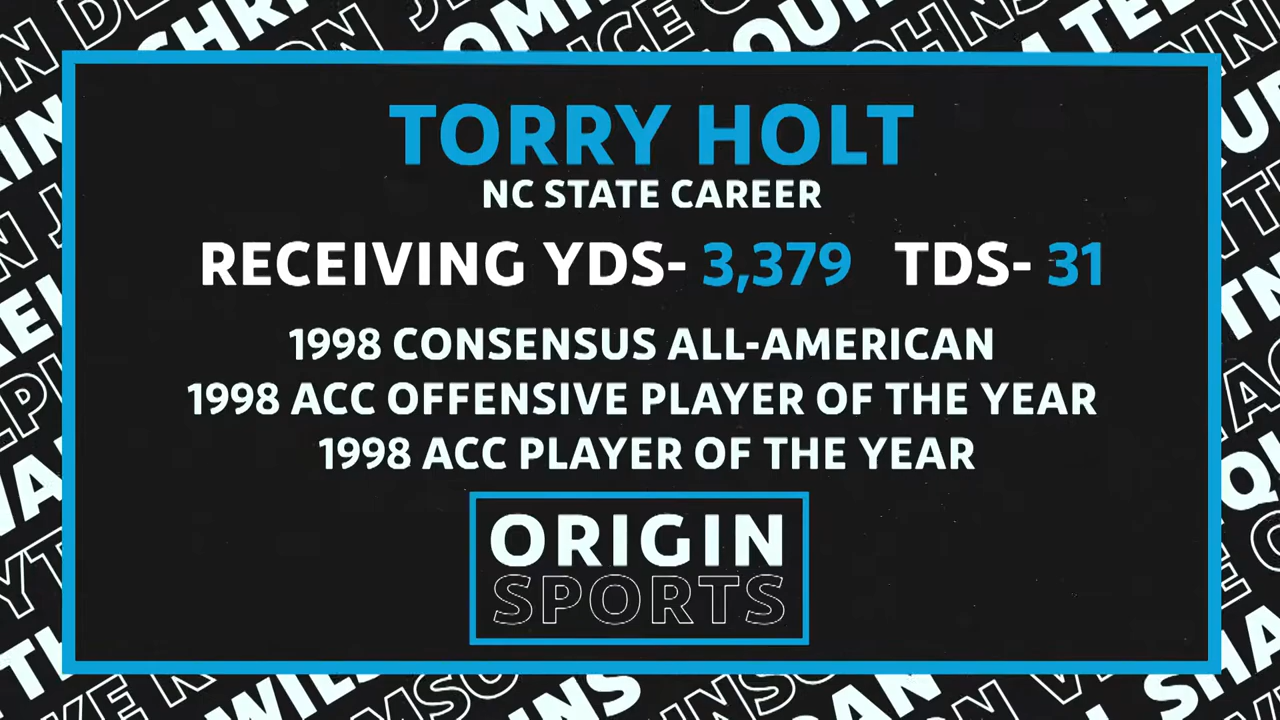 TORRY HOLT
NC STATE CAREER
RECEIVING YDS- 3,379 TDS- 31
1998 CONSENSUS ALL-AMERICAN
1998 ACC OFFENSIVE PLAYER OF THE YEAR
1998 ACC PLAYER OF THE YEAR
ORIGIN
SPORTS